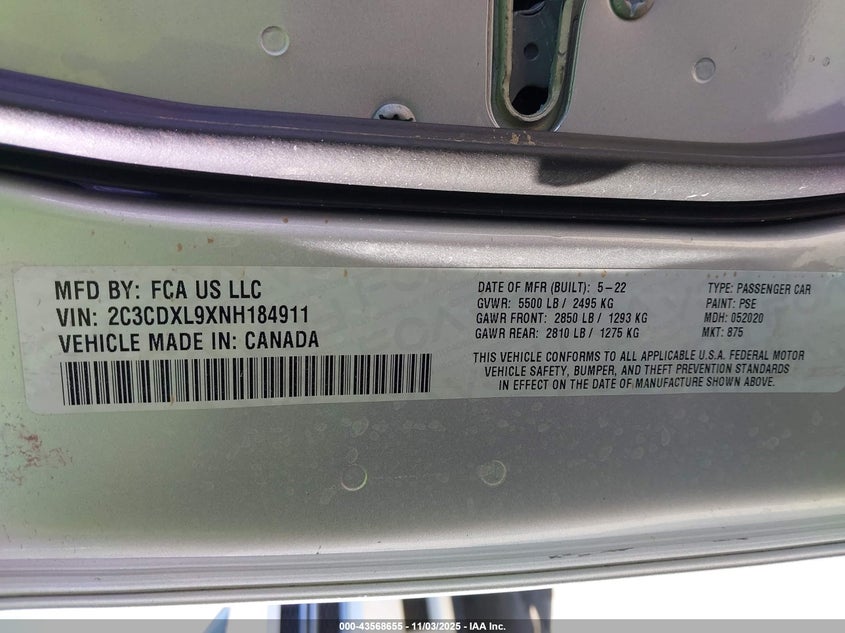 MFD BY: FCA US LLC
VIN: 2C3CDXL9XNH184911
VEHICLE MADE IN: CANADA
DATE OF MFR (BUILT): 5-22
GVWR: 5500 LB / 2495 KG
GAWR FRONT: 2850 LB / 1293 KG
GAWR REAR: 2810 LB / 1275 KG
TYPE: PASSENGER CAR
PAINT: PSE
MDH: 052020
MKT: 875
THIS VEHICLE CONFORMS TO ALL APPLICABLE U.S.A. FEDERAL MOTOR
VEHICLE SAFETY, BUMPER, AND THEFT PREVENTION STANDARDS
IN EFFECT ON THE DATE OF MANUFACTURE SHOWN ABOVE.
000-43568655 - 11/03/2025 - IAA Inc.